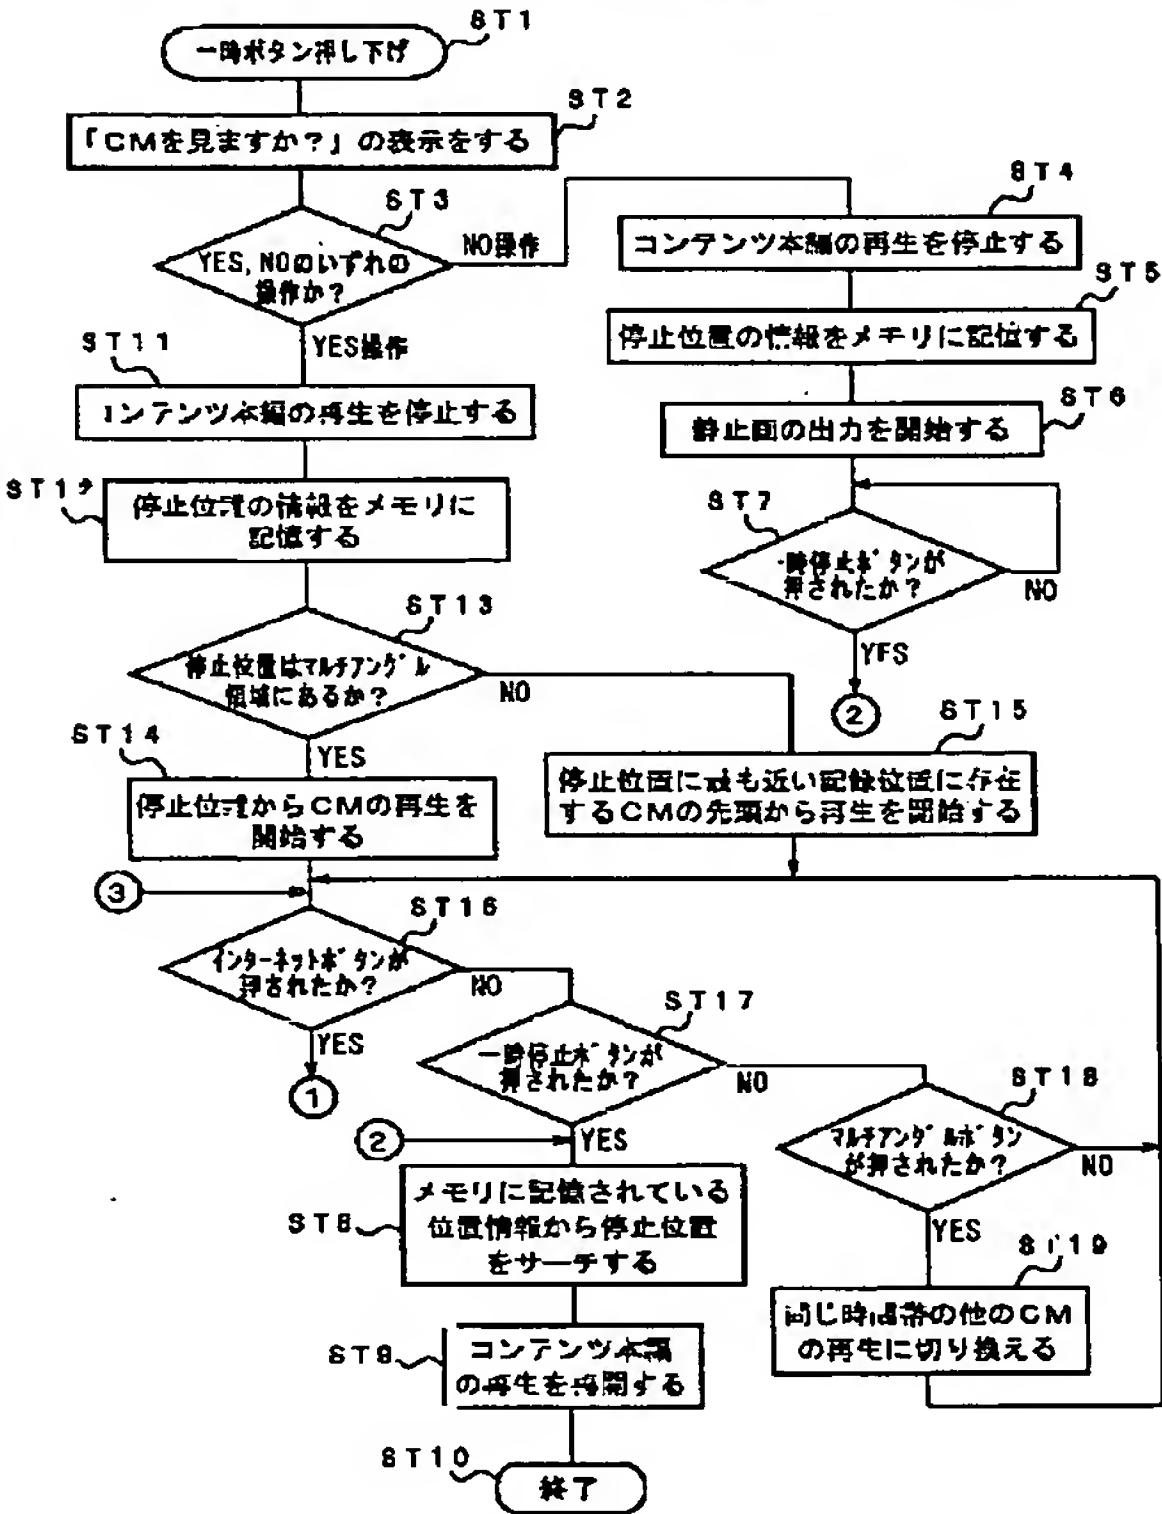 ST1
一時ボタン押し下げ
ST2
「CMを見ますか?」の表示をする
ST3
YES, NOのいずれの
操作か?
NO操作
YES操作
ST4
コンテンツ本編の再生を停止する
ST5
停止位置の情報をメモリに記憶する
ST6
静止画の出力を開始する
ST7
一時停止ボタンが
押されたか?
NO
YES
②
ST11
コンテンツ本編の再生を停止する
ST12
停止位置の情報をメモリに
記憶する
ST13
停止位置はマルチアングル
領域にあるか?
NO
YES
ST14
停止位置からCMの再生を
開始する
ST15
停止位置に最も近い記録位置に存在
するCMの先頭から再生を開始する
③
ST16
インターネットボタンが
押されたか?
NO
YES
①
ST17
一時停止ボタンが
押されたか?
NO
YES
②
ST18
マルチアングルボタン
が押されたか?
NO
YES
ST19
同じ時間帯の他のCM
の再生に切り換える
ST8
メモリに記憶されている
位置情報から停止位置
をサーチする
ST9
コンテンツ本編
の再生を再開する
ST10
終了